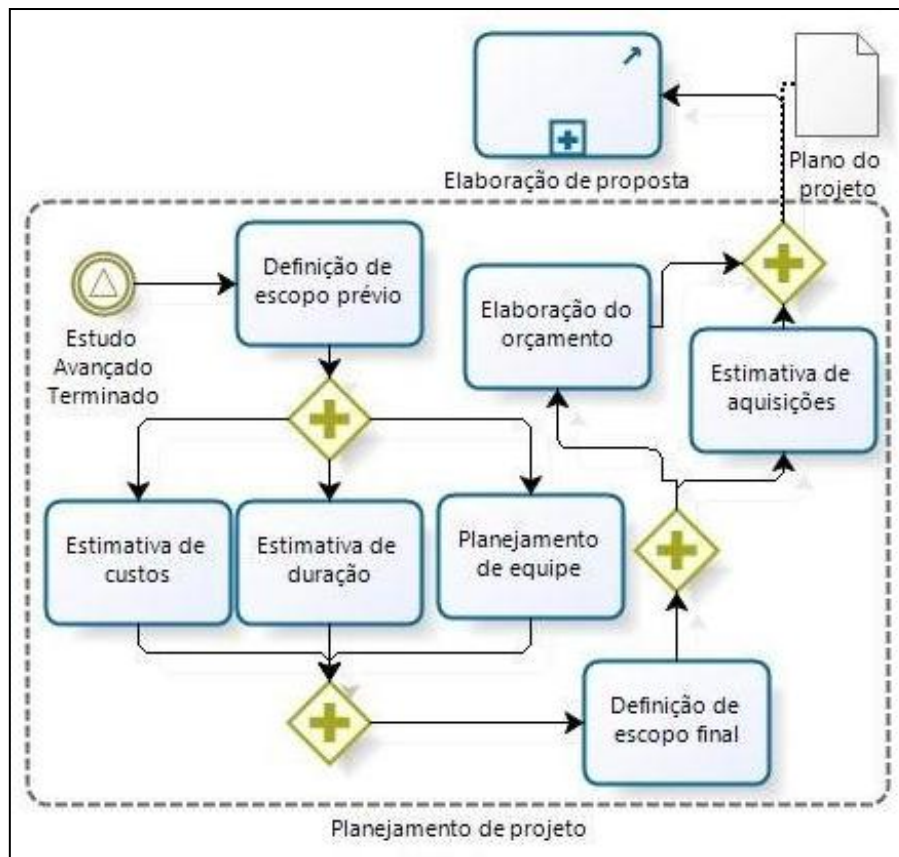 Elaboração de proposta
Plano do
projeto
Estudo
Avançado
Terminado
Definição de
escopo prévio
Elaboração do
orçamento
Estimativa de
aquisições
Estimativa de
custos
Estimativa de
duração
Planejamento
de equipe
Definição de
escopo final
Planejamento de projeto